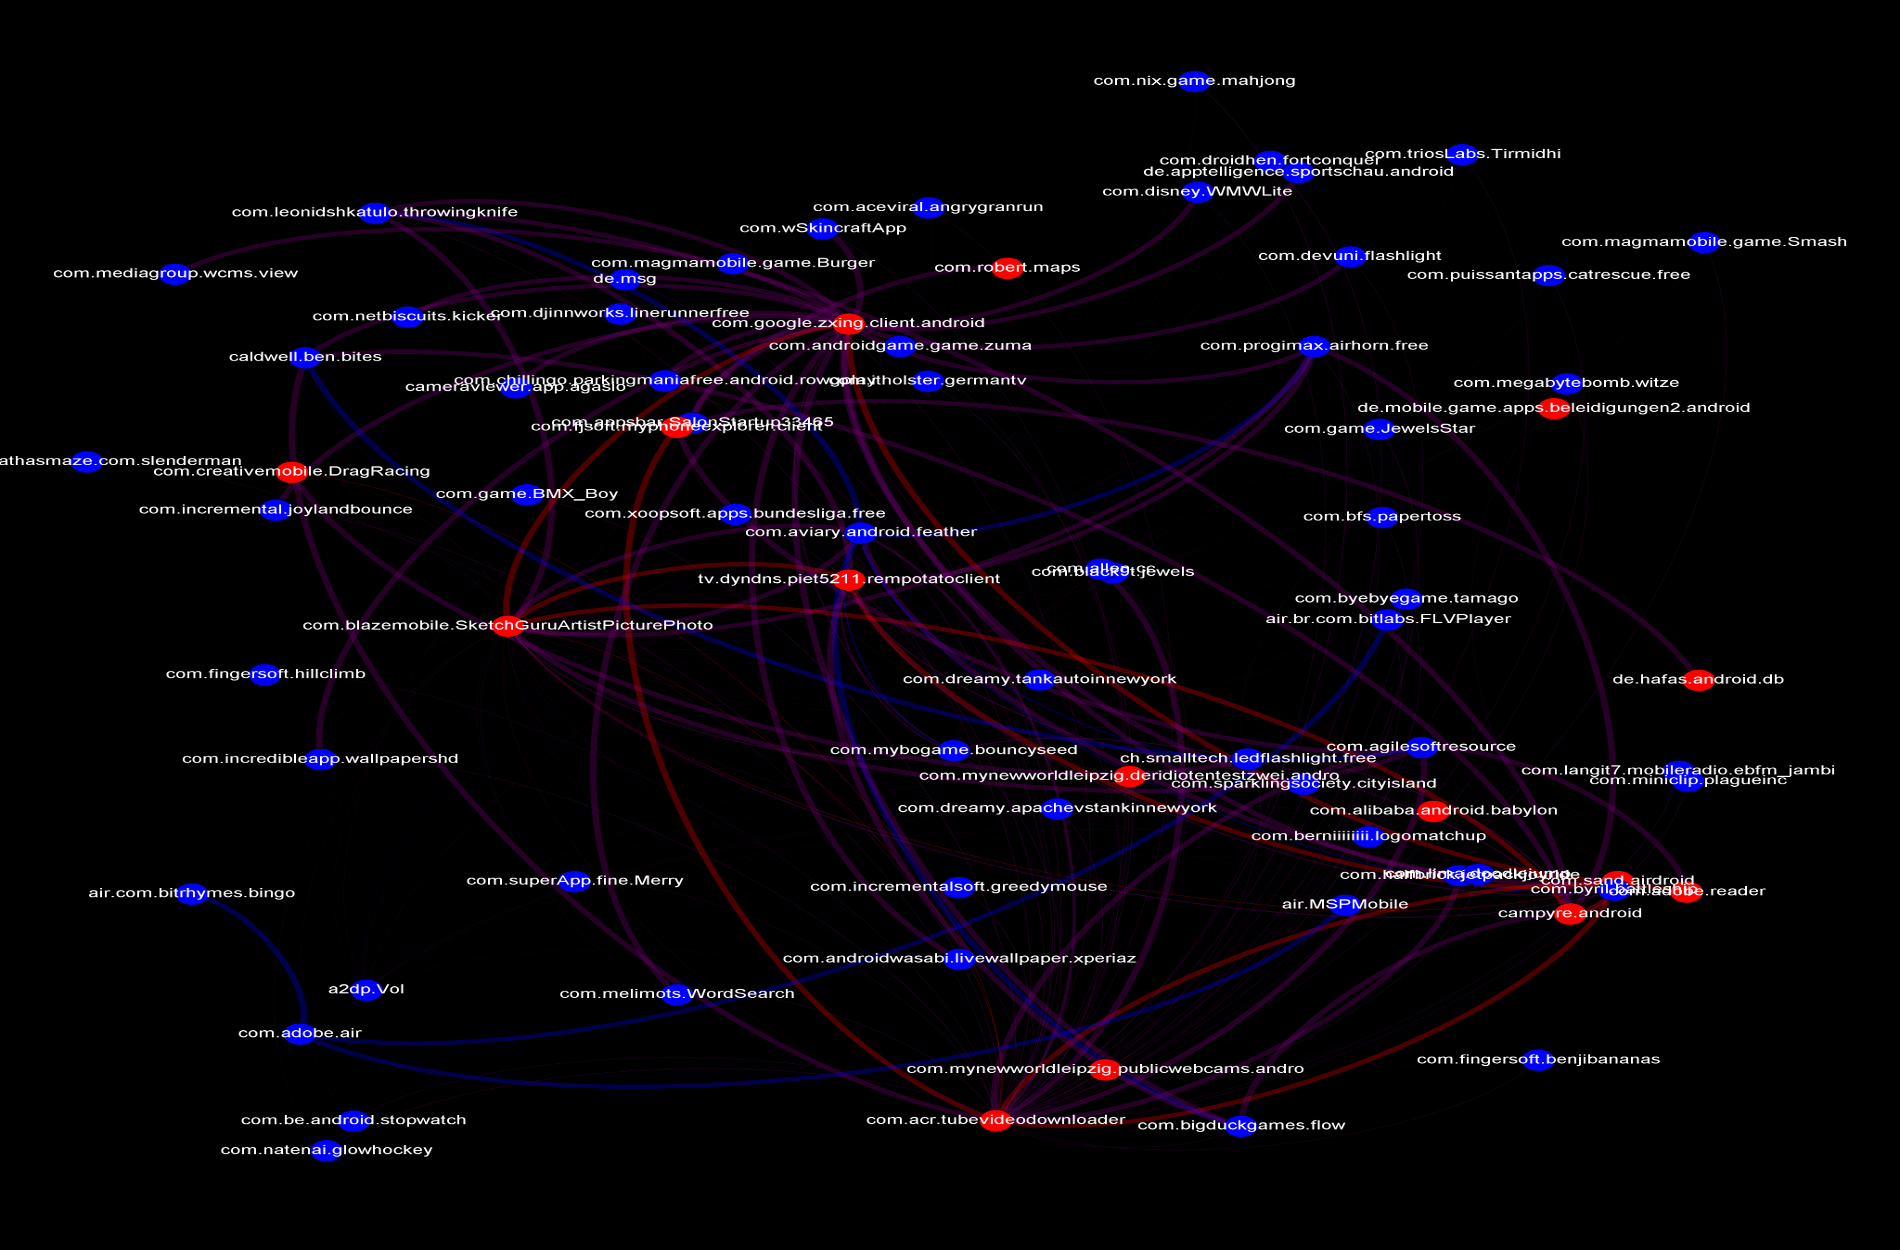 com.nix.game.mahjong
com.droidhen.fortconquer
com.triosLabs.Tirmidhi
de.apptelligence.sportschau.android
com.disney.WMWLite
com.leonidshkatulo.throwingknife
com.aceviral.angrygranrun
com.wSkincraftApp
com.magmamobile.game.Smash
com.devuni.flashlight
com.magmamobile.game.Burger
com.robert.maps
com.mediagroup.wcms.view
com.puissantapps.catrescue.free
de.msg
com.netbiscuits.kicker
com.djinnworks.linerunnerfree
com.google.zxing.client.android
com.androidgame.game.zuma
com.progimax.airhorn.free
caldwell.ben.bites
com.chillingo.parkingmaniafree.android.rowgplay
com.itholster.germantv
cameraviewer.app.agasio
com.megabytebomb.witze
de.mobile.game.apps.beleidigungen2.android
com.appsbar.SalonStartup33465
com.fjsoft.myphoneexplorer.client
com.game.JewelsStar
athasmaze.com.slenderman
com.creativemobile.DragRacing
com.game.BMX_Boy
com.incremental.joylandbounce
com.xoopsoft.apps.bundesliga.free
com.bfs.papertoss
com.aviary.android.feather
com.allog.cc
tv.dyndns.piet5211.rempotatoclient
com.byebyegame.tamago
air.br.com.bitlabs.FLVPlayer
com.blazemobile.SketchGuruArtistPicturePhoto
com.fingersoft.hillclimb
com.dreamy.tankautoinnewyork
de.hafas.android.db
com.mybogame.bouncyseed
com.agilesoftresource
com.incredibleapp.wallpapershd
ch.smalltech.ledflashlight.free
com.langit7.mobileradio.ebfm_jambi
com.mynewworldleipzig.deridiotentestzwei.andro
com.miniclip.plagueinc
com.sparklingsociety.cityisland
com.dreamy.apachevstankinnewyork
com.alibaba.android.babylon
com.berniiiiiiii.logomatchup
com.superApp.fine.Merry
com.sand.airdroid
com.incrementalsoft.greedymouse
com.byril.battleship
com.adobe.reader
air.com.bitrhymes.bingo
air.MSPMobile
campyre.android
com.androidwasabi.livewallpaper.xperiaz
a2dp.Vol
com.melimots.WordSearch
com.adobe.air
com.fingersoft.benjibananas
com.mynewworldleipzig.publicwebcams.andro
com.be.android.stopwatch
com.acr.tubevideodownloader
com.bigduckgames.flow
com.natenai.glowhockey